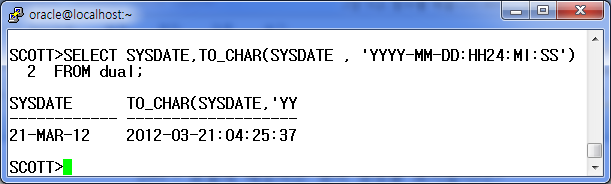 oracle@localhost:~
SCOTT>SELECT SYSDATE,TO_CHAR(SYSDATE , 'YYYY-MM-DD:HH24:MI:SS')
  2  FROM dual;
SYSDATE      TO_CHAR(SYSDATE,'YY
------------ -------------------
21-MAR-12    2012-03-21:04:25:37
SCOTT>